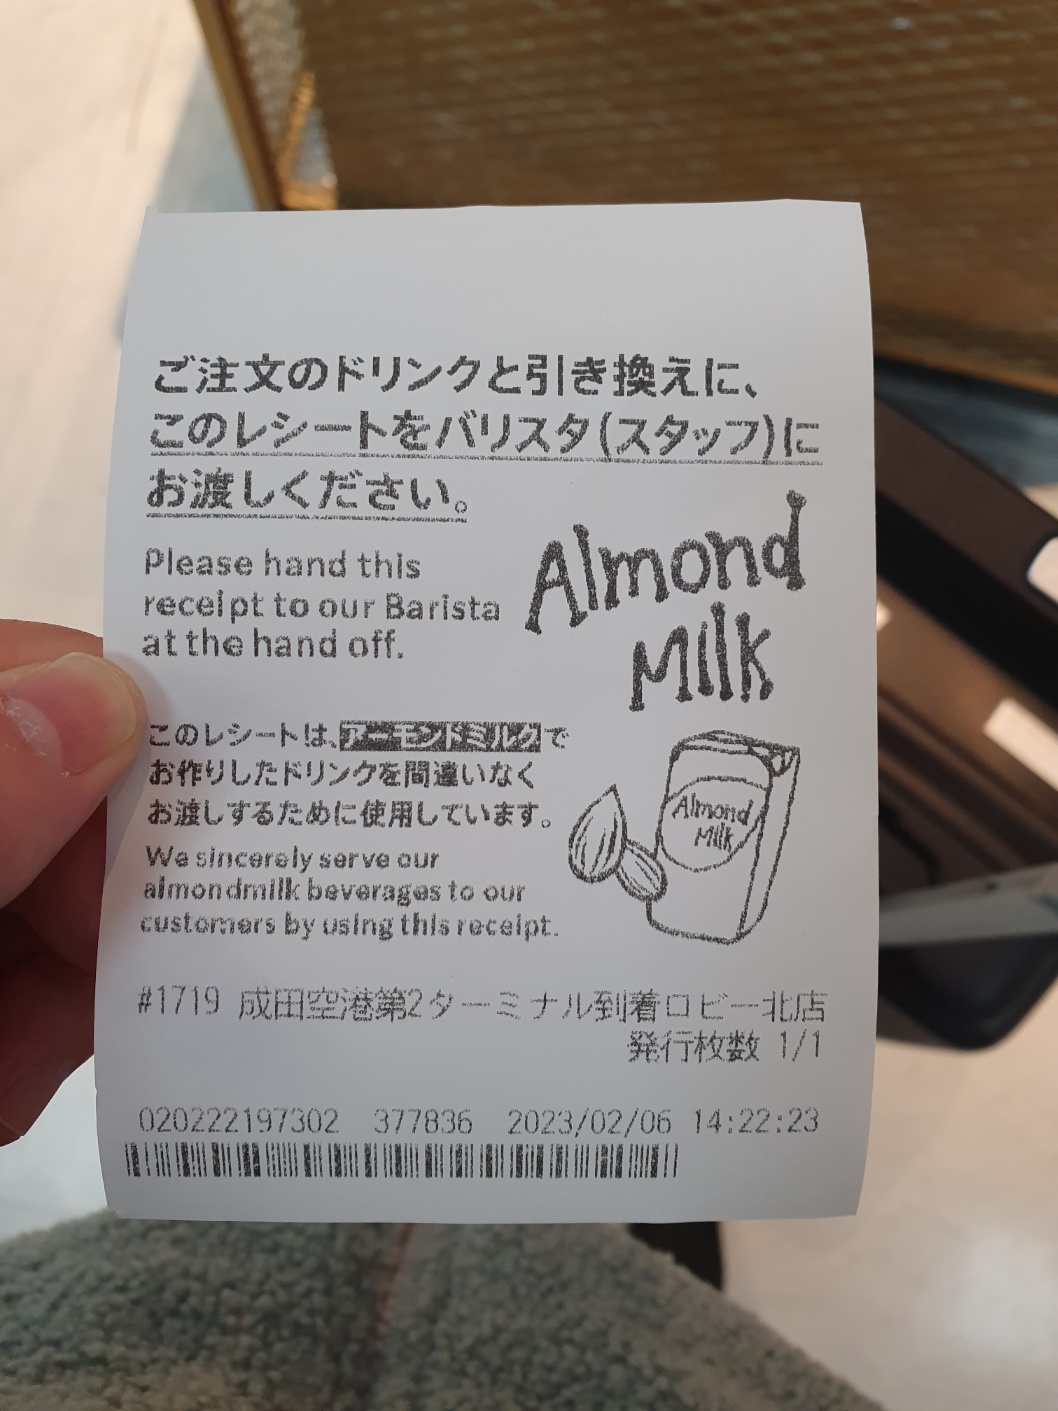 ご注文のドリンクと引き換えに、
このレシートをバリスタ(スタッフ)に
お渡しください。
Please hand this
receipt to our Barista
at the hand off.
Almond
Milk
このレシートは、アーモンドミルクで
お作りしたドリンクを間違いなく
お渡しするために使用しています。
We sincerely serve our
almondmilk beverages to our
customers by using this receipt.
Almond
Milk
#1719 成田空港第2ターミナル到着ロビー北店
発行枚数 1/1
020222197302 377836 2023/02/06 14:22:23